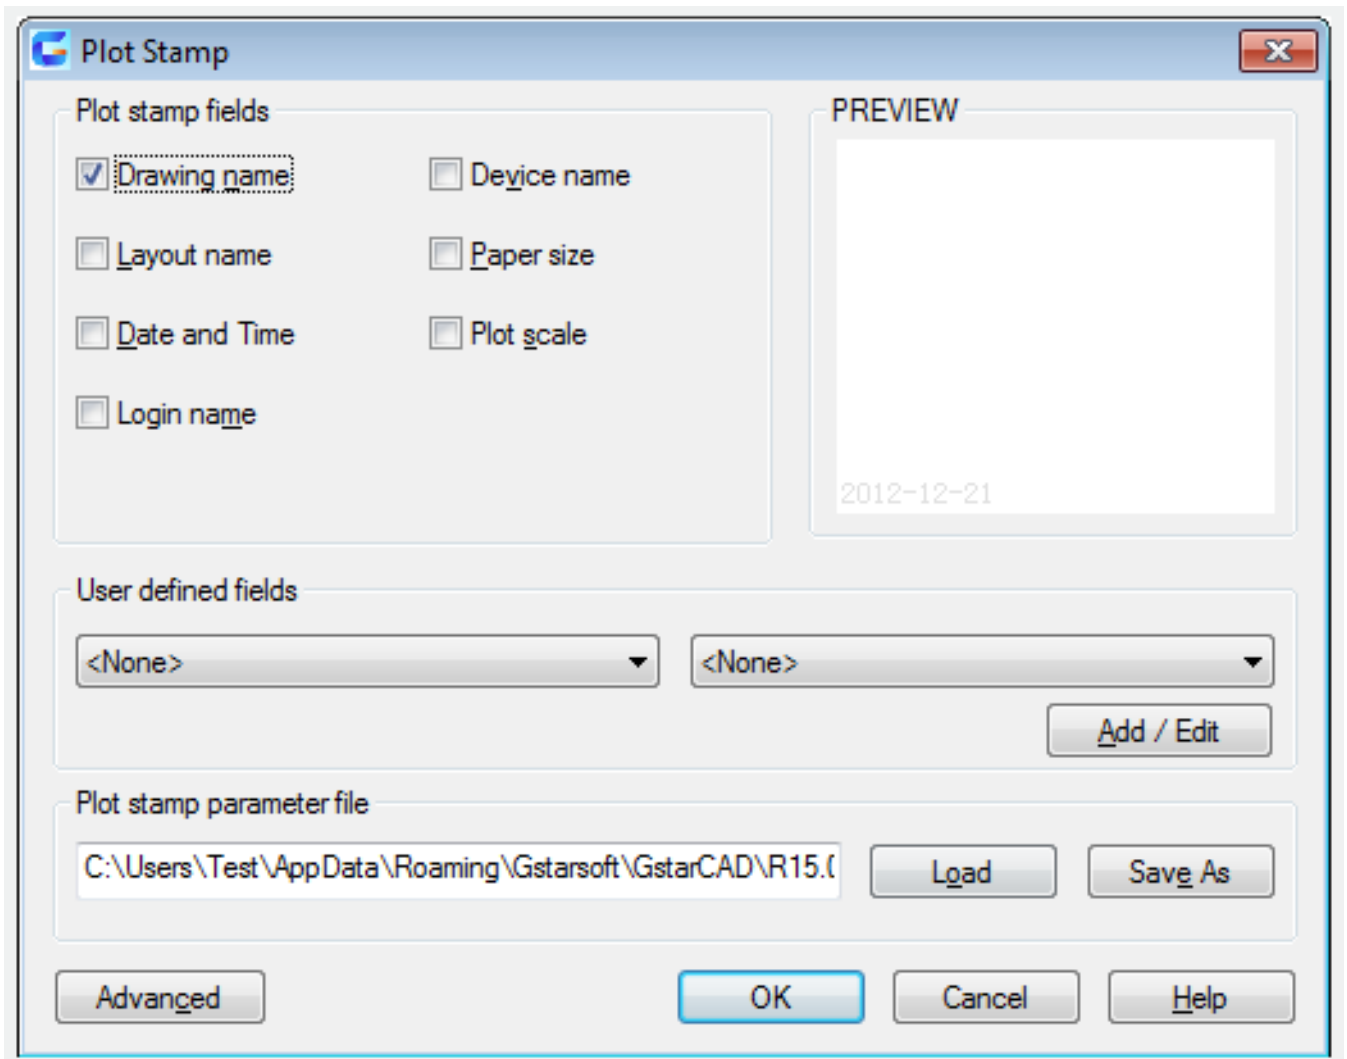 Plot Stamp
Plot stamp fields
PREVIEW
Drawing name
Device name
Layout name
Paper size
Date and Time
Plot scale
Login name
2012-12-21
User defined fields
<None>
<None>
Add / Edit
Plot stamp parameter file
C:\Users\Test\AppData\Roaming\Gstarsoft\GstarCAD\R15.
Load
Save As
Advanced
OK
Cancel
Help